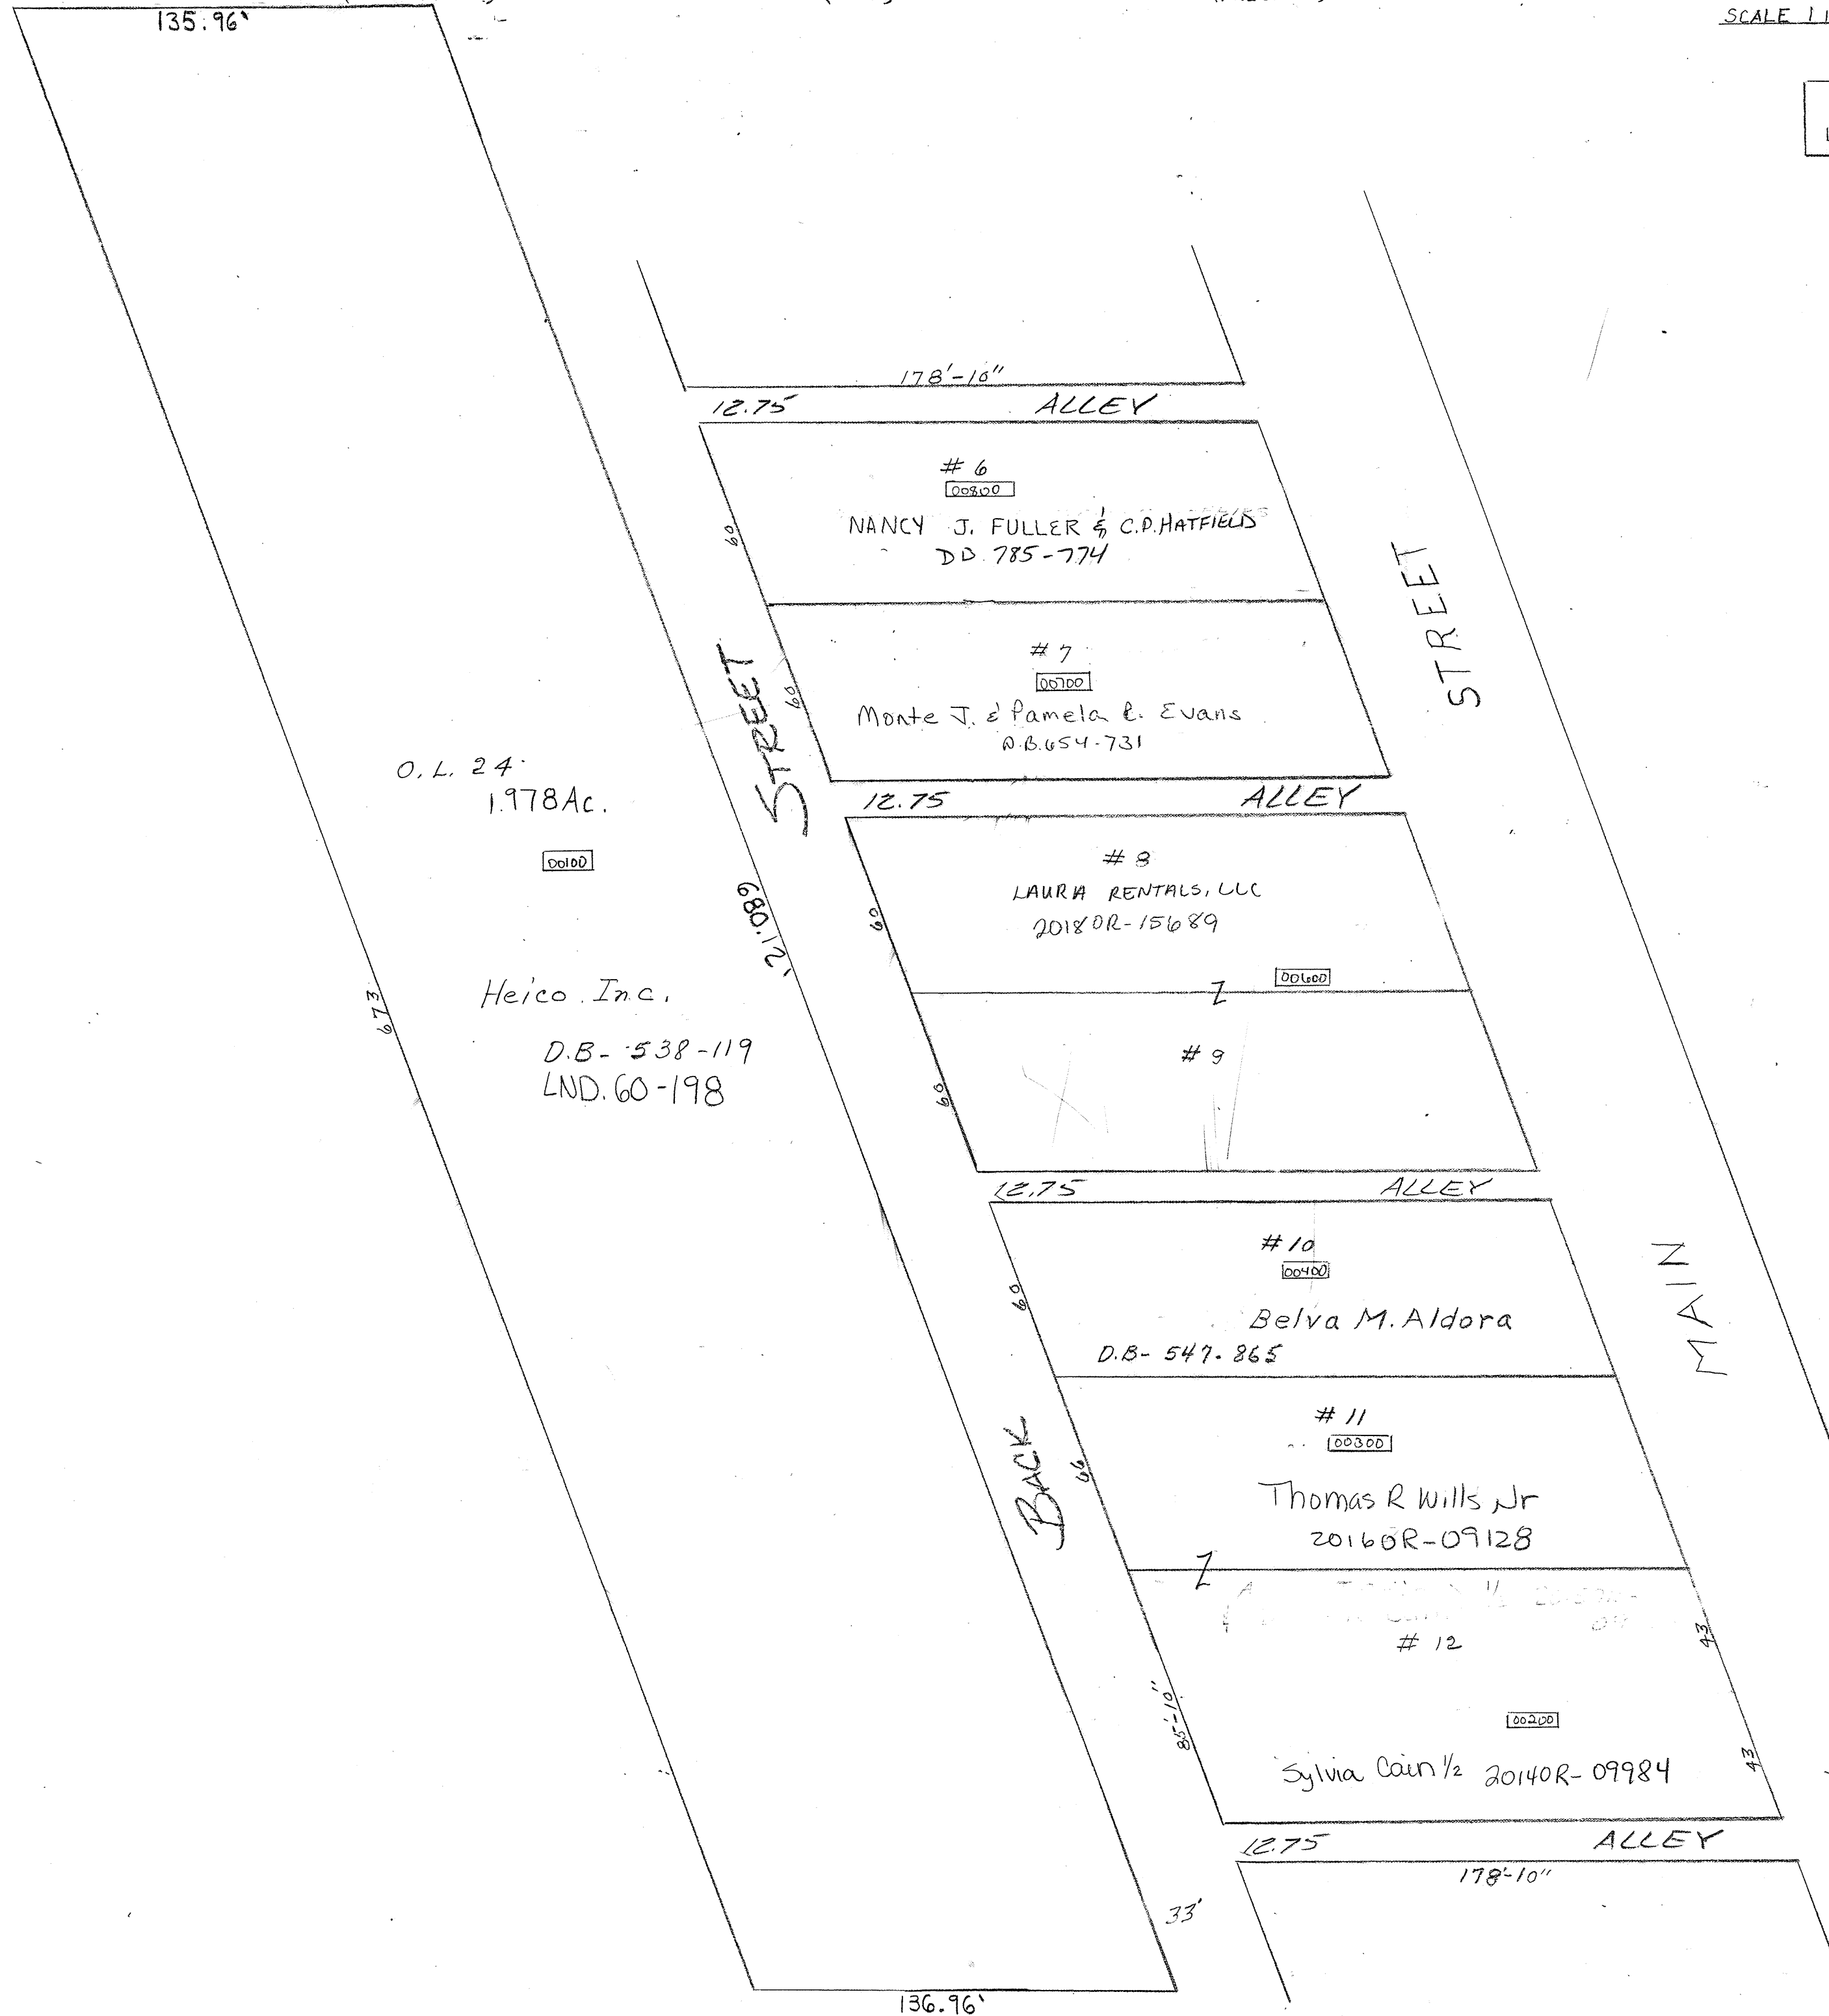 135.96'
SCALE 1
178'-10"
12.75 ALLEY
# 6
00800
NANCY J. FULLER & C.D. HATFIELD
D.B. 785-774
60
# 7
00700
Monte J. & Pamela R. Evans
D.B. 654-731
60
STREET
STREET
12.75 ALLEY
O.L. 24
1.978 Ac.
00100
Heico Inc.
D.B- 538-119
LND. 60-198
673
680.12'
# 8
LAURA RENTALS, LLC
2018OR-15689
60
00600
Z
# 9
60
12.75 ALLEY
# 10
00400
Belva M. Aldora
D.B- 547-865
60
MAIN
# 11
00300
Thomas R Wills Jr
2016OR-09128
66
BACK
Z
# 12
43
00200
85'-10"
Sylvia Cain 1/2 2014OR-09984
43
12.75 ALLEY
178'-10"
33'
136.96'